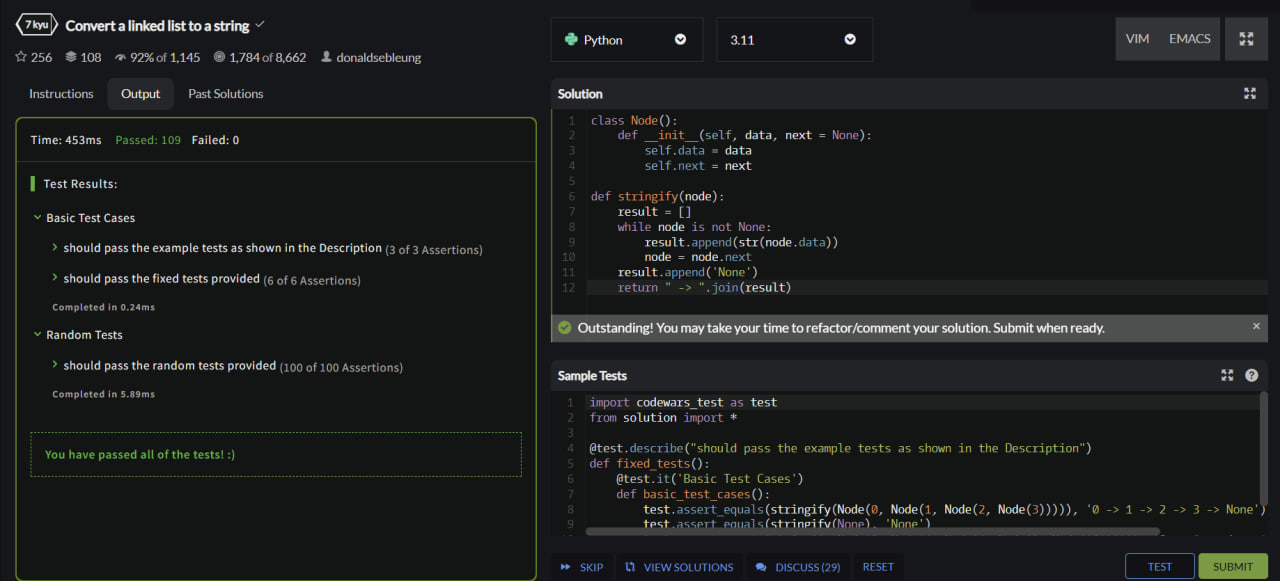 7 kyu Convert a linked list to a string
256 108 92% of 1,145 1,784 of 8,662 donaldsebleung
Instructions Output Past Solutions
Time: 453ms Passed: 109 Failed: 0
Test Results:
Basic Test Cases
should pass the example tests as shown in the Description (3 of 3 Assertions)
should pass the fixed tests provided (6 of 6 Assertions)
Completed in 0.24ms
Random Tests
should pass the random tests provided (100 of 100 Assertions)
Completed in 5.89ms
You have passed all of the tests! :)
Python 3.11 VIM EMACS
Solution
1 class Node():
2     def __init__(self, data, next = None):
3         self.data = data
4         self.next = next
5
6 def stringify(node):
7     result = []
8     while node is not None:
9         result.append(str(node.data))
10         node = node.next
11     result.append('None')
12     return " -> ".join(result)
Outstanding! You may take your time to refactor/comment your solution. Submit when ready.
Sample Tests
1 import codewars_test as test
2 from solution import *
3
4 @test.describe("should pass the example tests as shown in the Description")
5 def fixed_tests():
6     @test.it('Basic Test Cases')
7     def basic_test_cases():
8         test.assert_equals(stringify(Node(0, Node(1, Node(2, Node(3))))), '0 -> 1 -> 2 -> 3 -> None')
9         test.assert_equals(stringify(None), 'None')
SKIP VIEW SOLUTIONS DISCUSS (29) RESET TEST SUBMIT